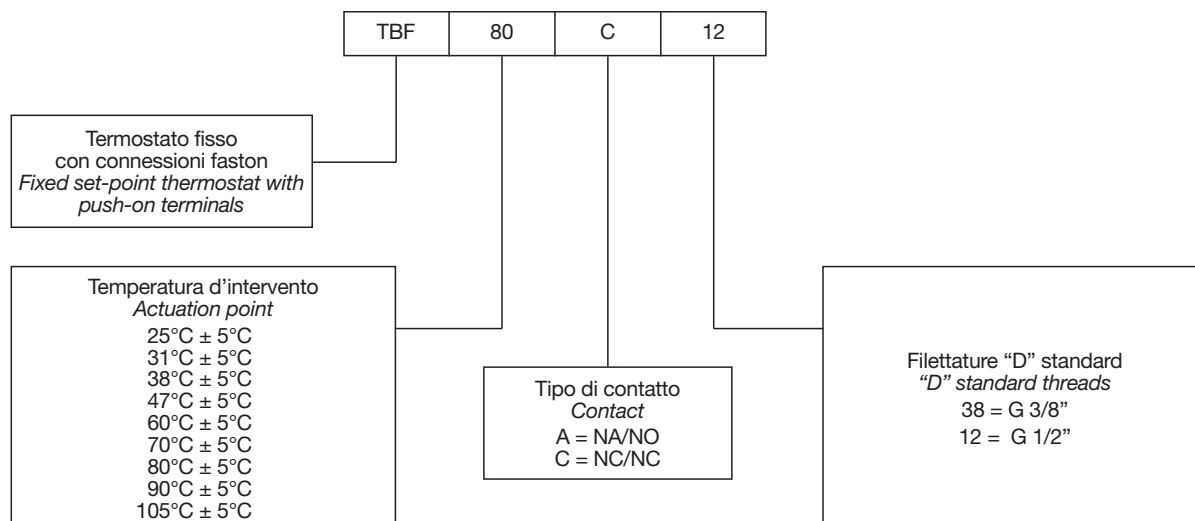 TBF 80 C 12
Termostato fisso
con connessioni faston
Fixed set-point thermostat with
push-on terminals
Temperatura d’intervento
Actuation point
25°C ± 5°C
31°C ± 5°C
38°C ± 5°C
47°C ± 5°C
60°C ± 5°C
70°C ± 5°C
80°C ± 5°C
90°C ± 5°C
105°C ± 5°C
Tipo di contatto
Contact
A = NA/NO
C = NC/NC
Filettature “D” standard
“D” standard threads
38 = G 3/8”
12 = G 1/2”